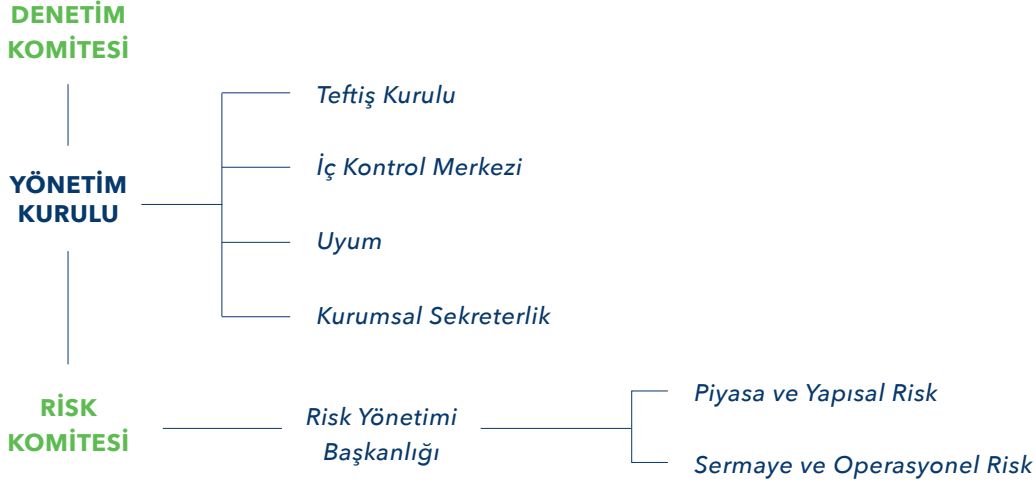 DENETİM
KOMİTESİ
Teftiş Kurulu
İç Kontrol Merkezi
YÖNETİM
KURULU
Uyum
Kurumsal Sekreterlik
RİSK
KOMİTESİ
Risk Yönetimi
Başkanlığı
Piyasa ve Yapısal Risk
Sermaye ve Operasyonel Risk